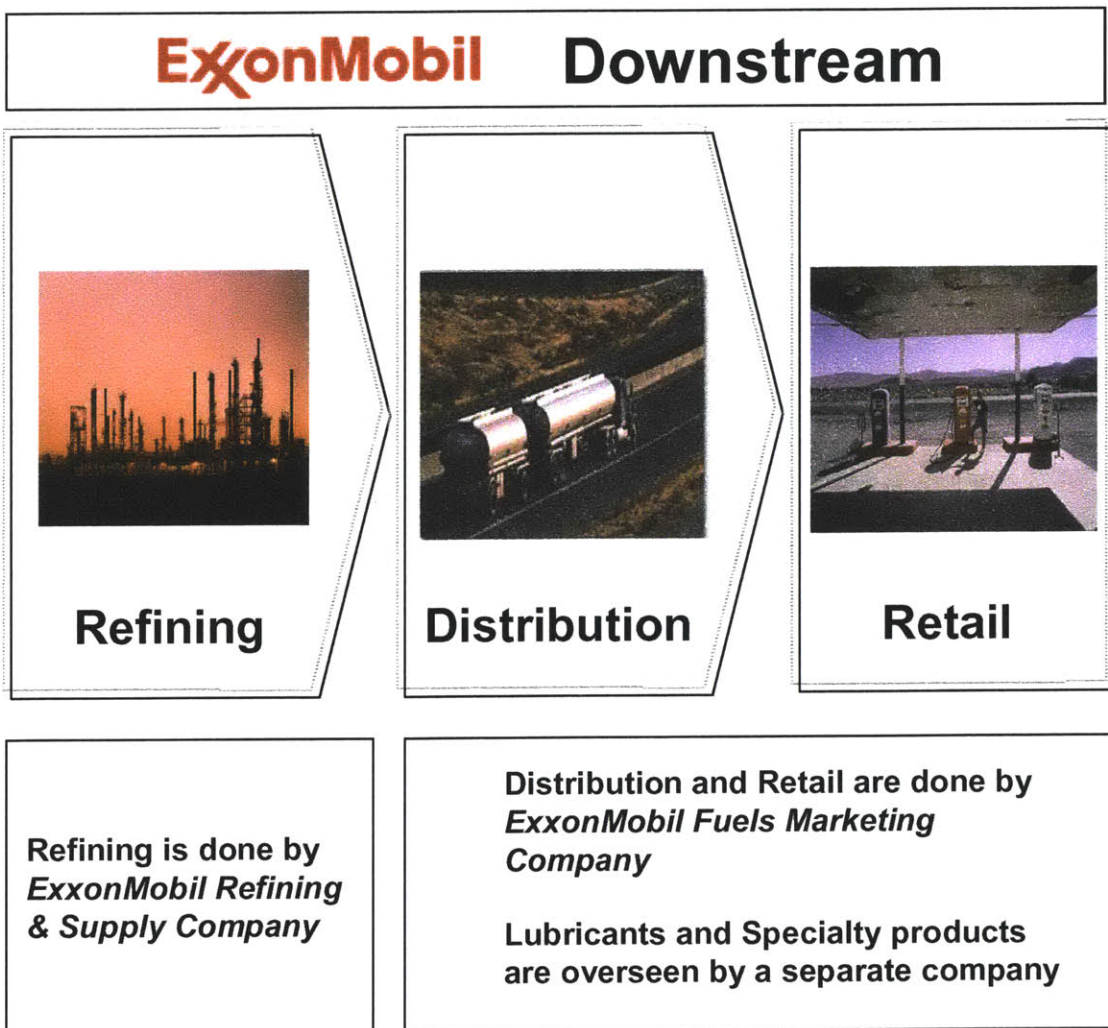 ExxonMobil Downstream
Refining
Distribution
Retail
Refining is done by
ExxonMobil Refining
& Supply Company
Distribution and Retail are done by
ExxonMobil Fuels Marketing
Company
Lubricants and Specialty products
are overseen by a separate company